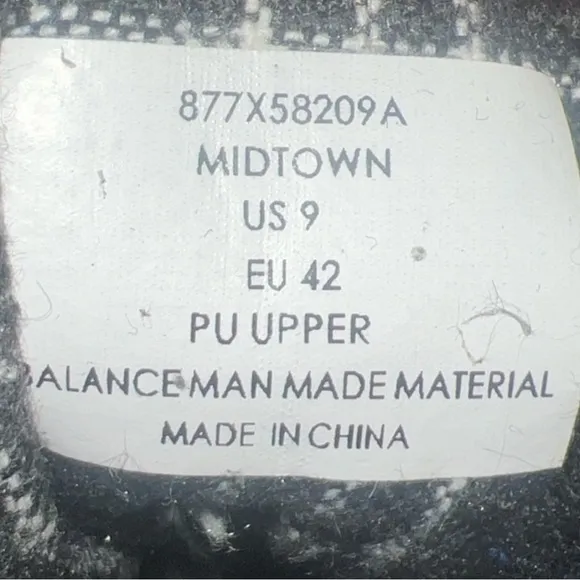 877X58209A
MIDTOWN
US 9
EU 42
PU UPPER
BALANCE MAN MADE MATERIAL
MADE IN CHINA